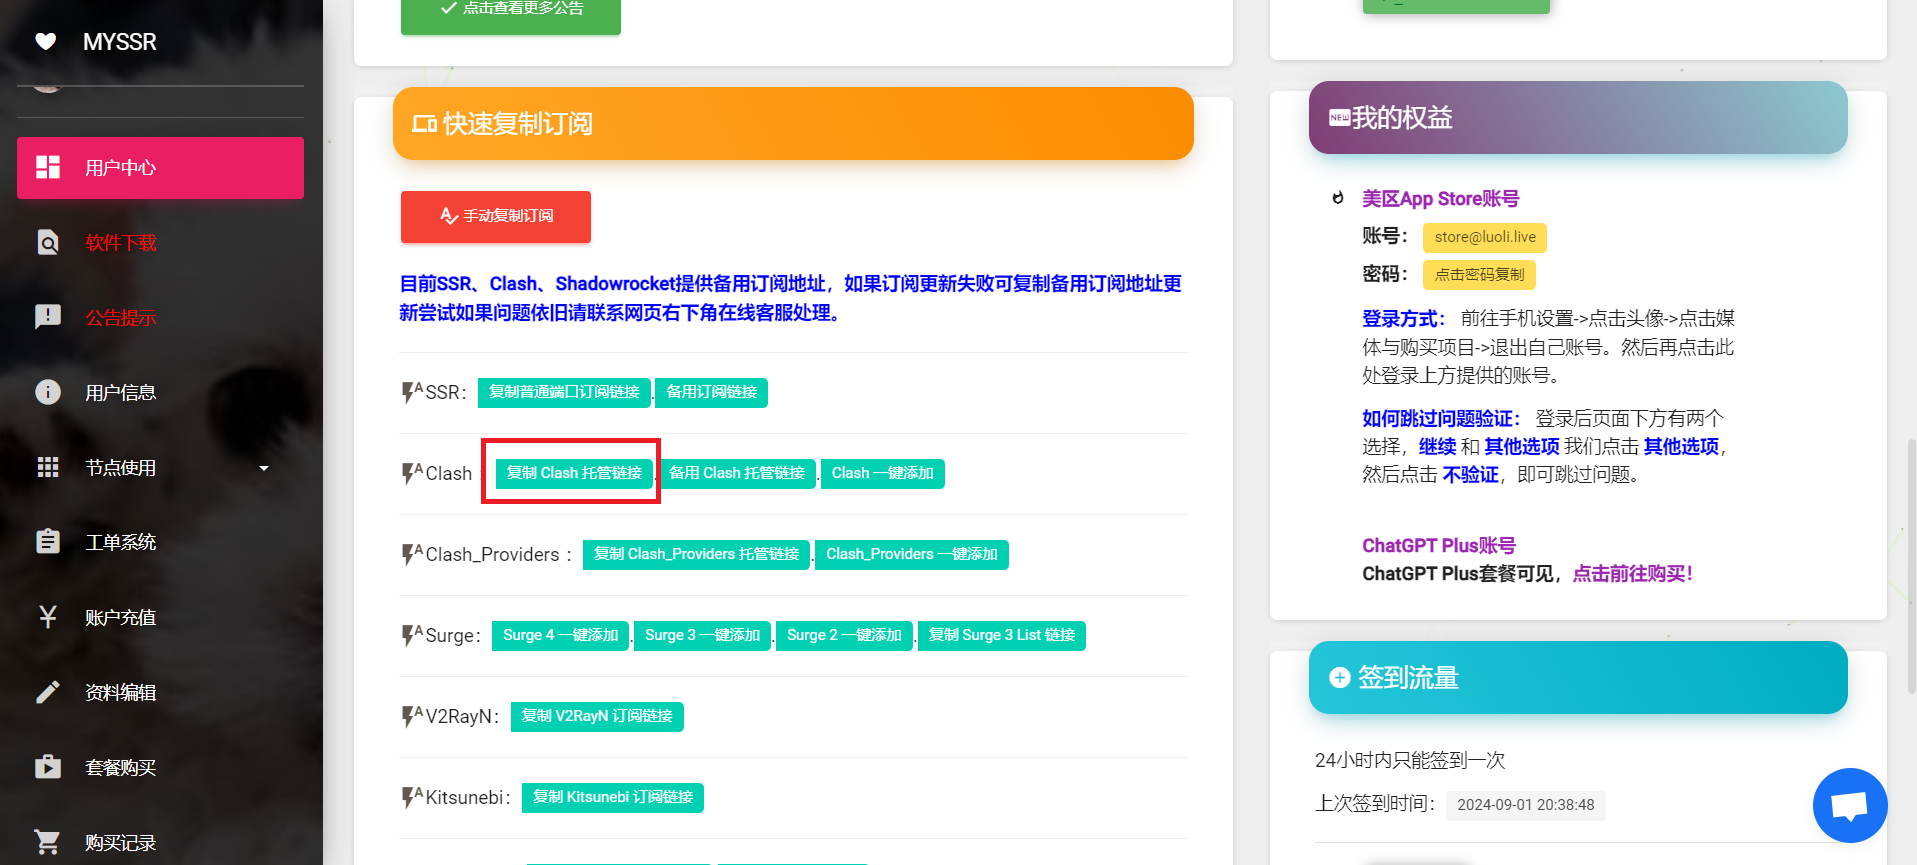 MYSSR
用户中心
软件下载
公告提示
用户信息
节点使用
工单系统
账户充值
资料编辑
套餐购买
购买记录
点击查看更多公告
快速复制订阅
手动复制订阅
目前SSR、Clash、Shadowrocket提供备用订阅地址，如果订阅更新失败可复制备用订阅地址更
新尝试如果问题依旧请联系网页右下角在线客服处理。
SSR： 复制普通端口订阅链接 . 备用订阅链接
Clash ： 复制 Clash 托管链接 . 备用 Clash 托管链接 . Clash 一键添加
Clash_Providers ： 复制 Clash_Providers 托管链接 . Clash_Providers 一键添加
Surge： Surge 4 一键添加 . Surge 3 一键添加 . Surge 2 一键添加 . 复制 Surge 3 List 链接
V2RayN： 复制 V2RayN 订阅链接
Kitsunebi： 复制 Kitsunebi 订阅链接
NEW 我的权益
美区App Store账号
账号： store@luoli.live
密码： 点击密码复制
登录方式： 前往手机设置->点击头像->点击媒
体与购买项目->退出自己账号。然后再点击此
处登录上方提供的账号。
如何跳过问题验证： 登录后页面下方有两个
选择，继续 和 其他选项 我们点击 其他选项，
然后点击 不验证，即可跳过问题。
ChatGPT Plus账号
ChatGPT Plus套餐可见，点击前往购买！
签到流量
24小时内只能签到一次
上次签到时间： 2024-09-01 20:38:48